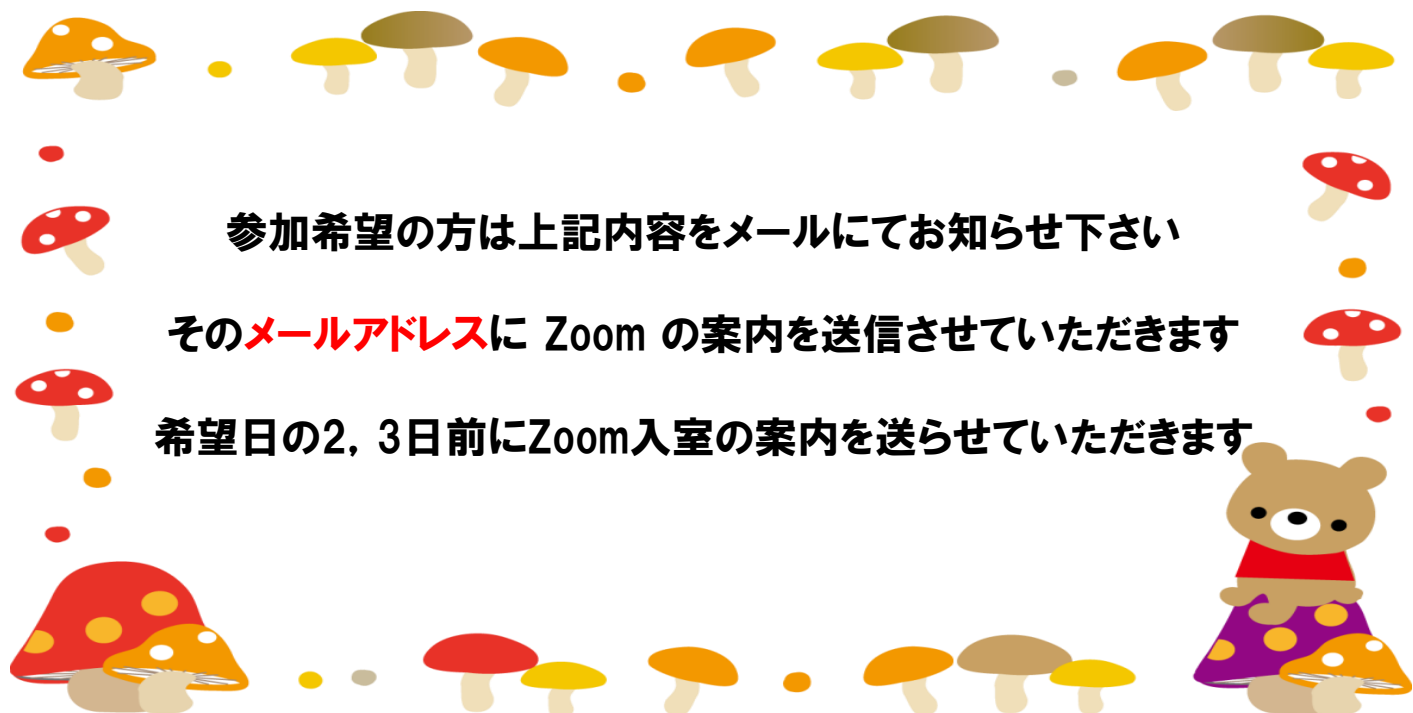 参加希望の方は上記内容をメールにてお知らせ下さい
そのメールアドレスに Zoom の案内を送信させていただきます
希望日の2，3日前にZoom入室の案内を送らせていただきます